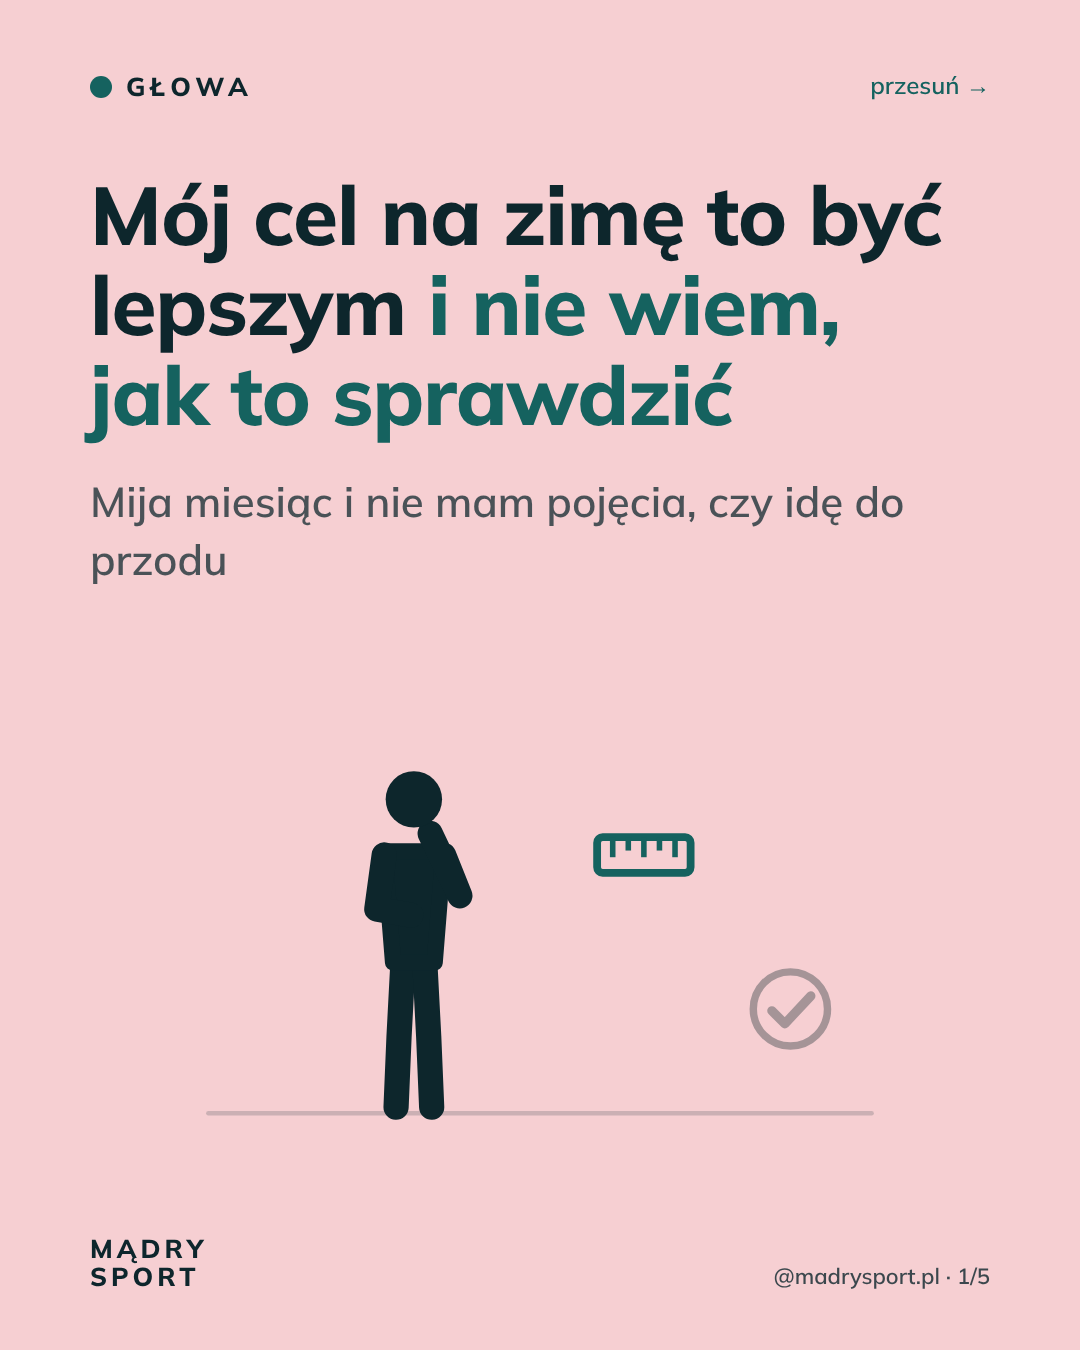 GŁOWA
przesuń →
Mój cel na zimę to być
lepszym i nie wiem,
jak to sprawdzić
Mija miesiąc i nie mam pojęcia, czy idę do
przodu
MĄDRY
SPORT
@madrysport.pl · 1/5